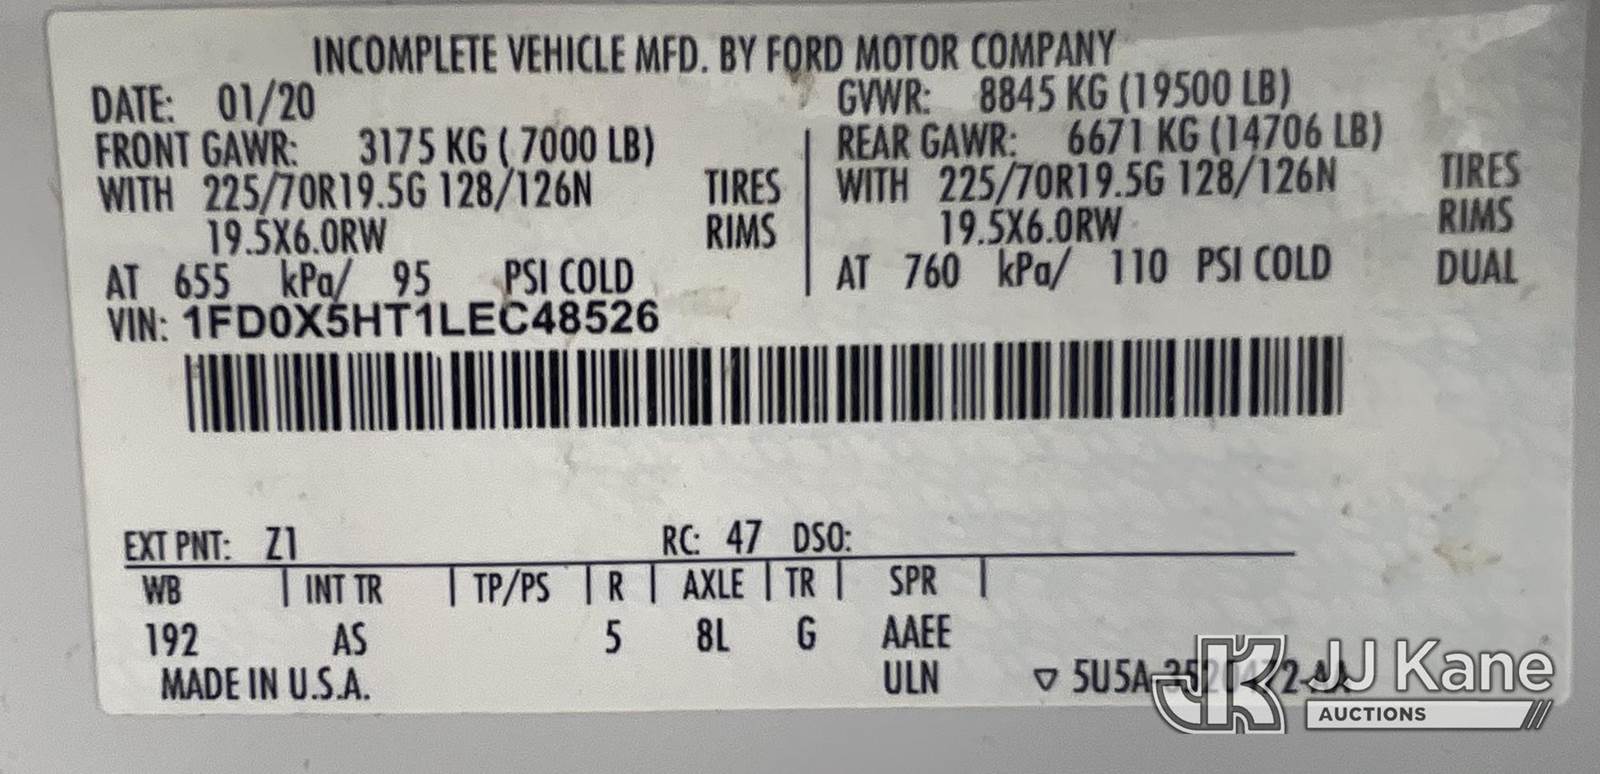 INCOMPLETE VEHICLE MFD. BY FORD MOTOR COMPANY
DATE: 01/20 GVWR: 8845 KG (19500 LB)
FRONT GAWR: 3175 KG ( 7000 LB) REAR GAWR: 6671 KG (14706 LB)
WITH 225/70R19.5G 128/126N TIRES WITH 225/70R19.5G 128/126N TIRES
19.5X6.0RW RIMS 19.5X6.0RW RIMS
AT 655 kPa/ 95 PSI COLD AT 760 kPa/ 110 PSI COLD DUAL
VIN: 1FD0X5HT1LEC48526
EXT PNT: Z1 RC: 47 DSO:
WB INT TR TP/PS R AXLE TR SPR
192 AS 5 8L G AAEE
MADE IN U.S.A. ULN ▽ 5U5A-3520472-AA
JK JJ Kane
AUCTIONS